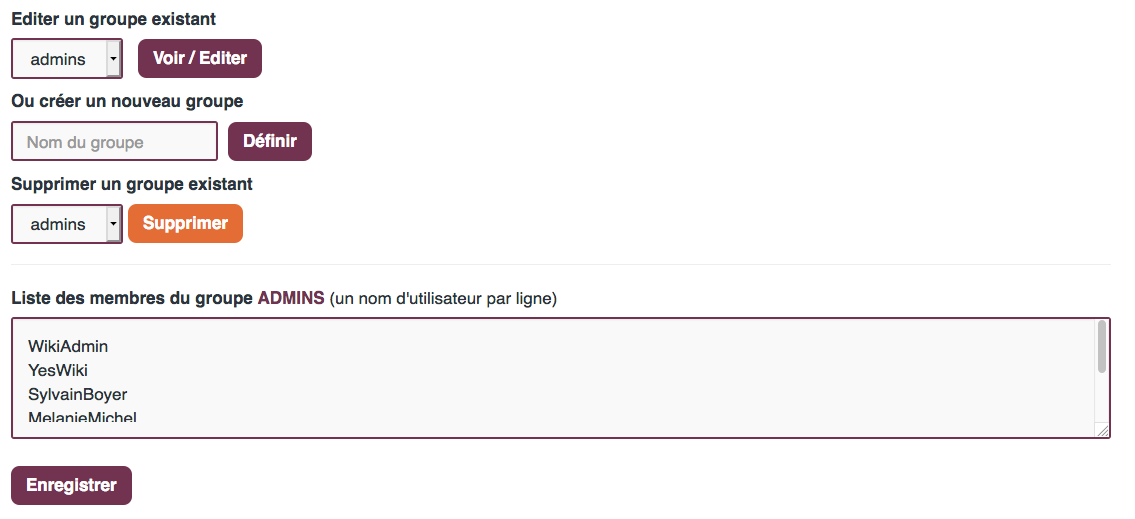 Editer un groupe existant
admins Voir / Editer
Ou créer un nouveau groupe
Nom du groupe Définir
Supprimer un groupe existant
admins Supprimer
Liste des membres du groupe ADMINS (un nom d'utilisateur par ligne)
WikiAdmin
YesWiki
SylvainBoyer
MelanieMichel
Enregistrer